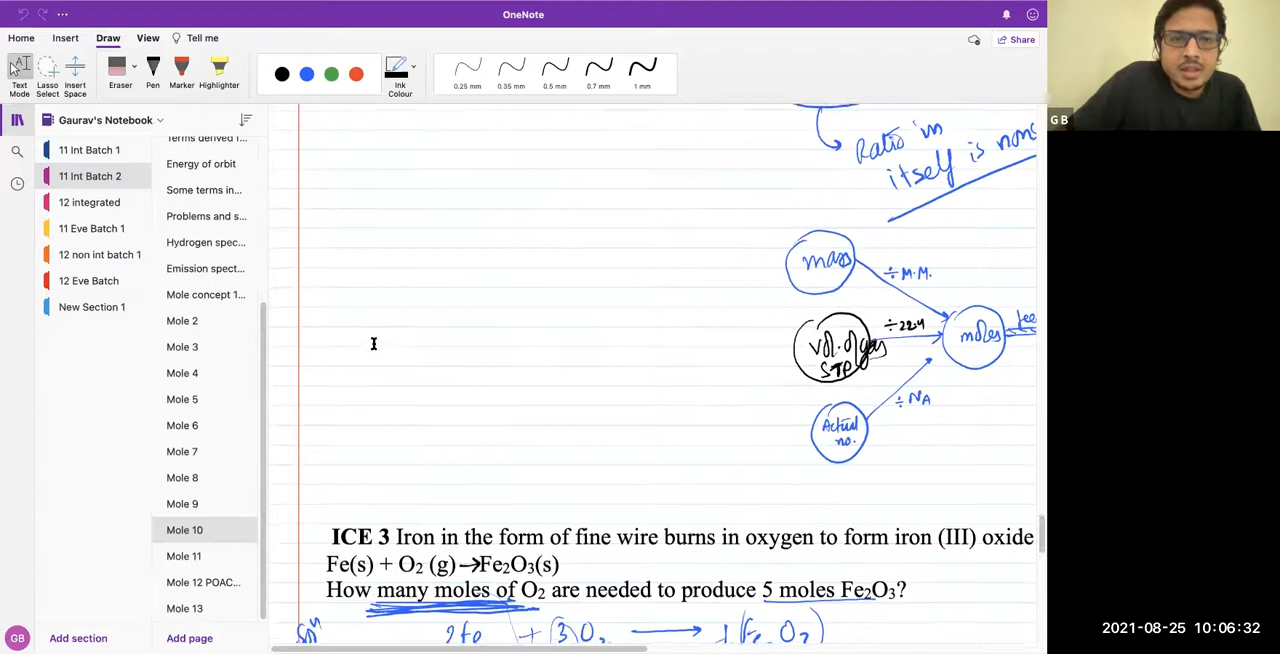 OneNote
Home Insert Draw View Tell me
Share
Text Mode
Lasso Select
Insert Space
Eraser
Pen
Marker
Highlighter
Ink Colour
0.25 mm
0.35 mm
0.5 mm
0.7 mm
1 mm
Gaurav's Notebook
11 Int Batch 1
11 Int Batch 2
12 integrated
11 Eve Batch 1
12 non int batch 1
12 Eve Batch
New Section 1
Terms derived f...
Energy of orbit
Some terms in...
Problems and s...
Hydrogen spec...
Emission spect...
Mole concept 1...
Mole 2
Mole 3
Mole 4
Mole 5
Mole 6
Mole 7
Mole 8
Mole 9
Mole 10
Mole 11
Mole 12 POAC...
Mole 13
GB
Add section
Add page
Ratio in
itself is
mass
÷ M.M.
vol. of gas
STP
÷ 22.4
moles
Actual
no.
÷ NA
ICE 3 Iron in the form of fine wire burns in oxygen to form iron (III) oxide
Fe(s) + O₂ (g)→Fe₂O₃(s)
How many moles of O₂ are needed to produce 5 moles Fe₂O₃?
G B
2021-08-25 10:06:32